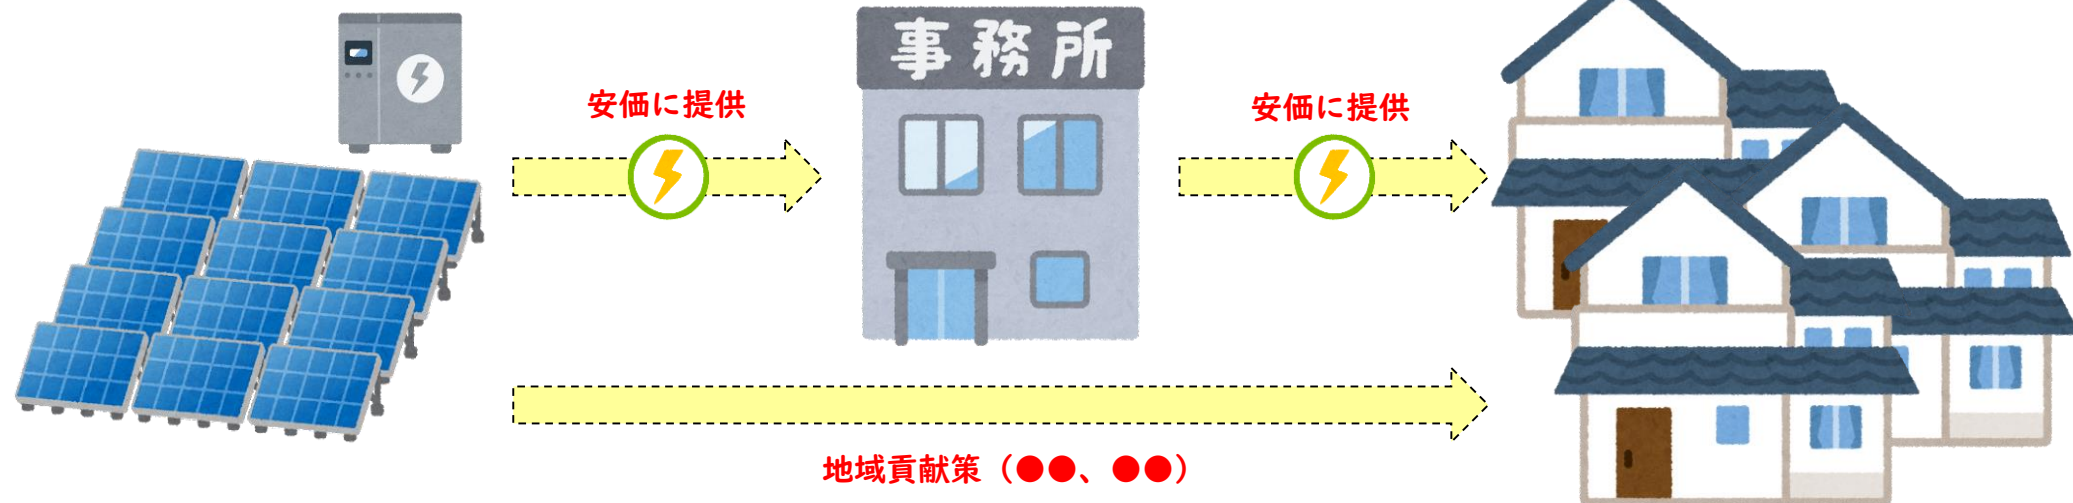 事務所
安価に提供
安価に提供
地域貢献策（●●、●●）